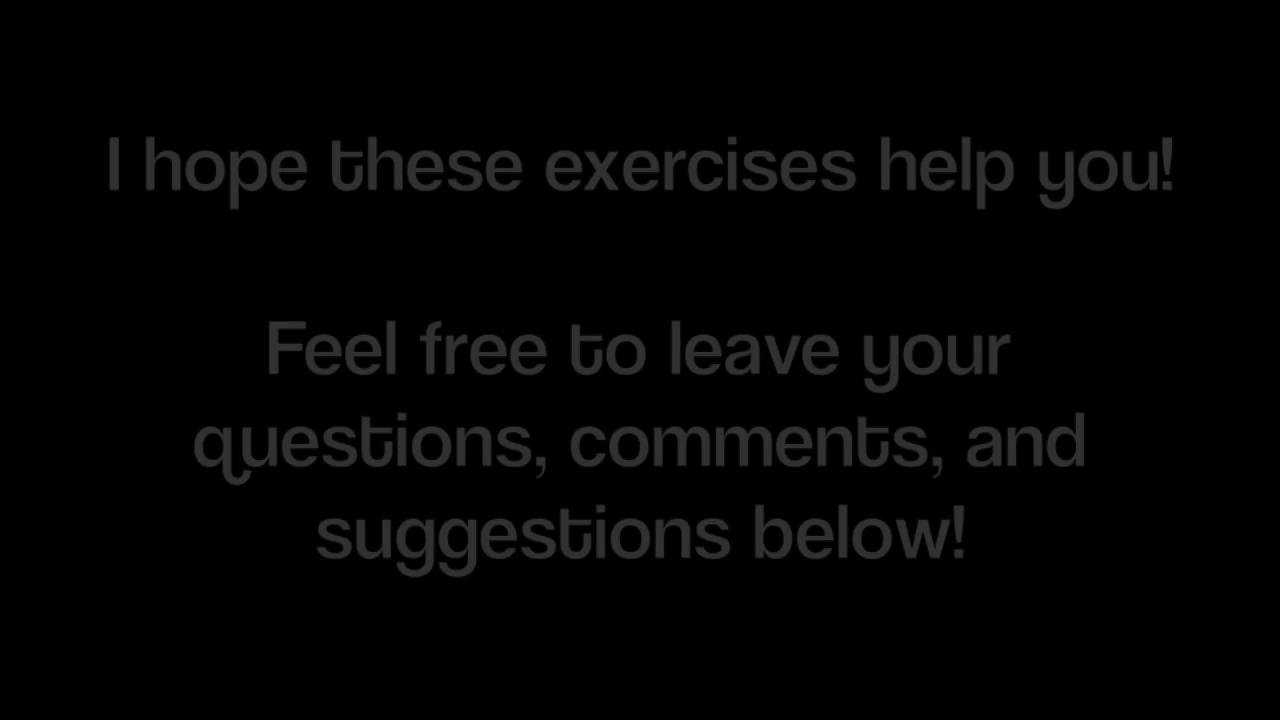 I hope these exercises help you!
Feel free to leave your
questions, comments, and
suggestions below!